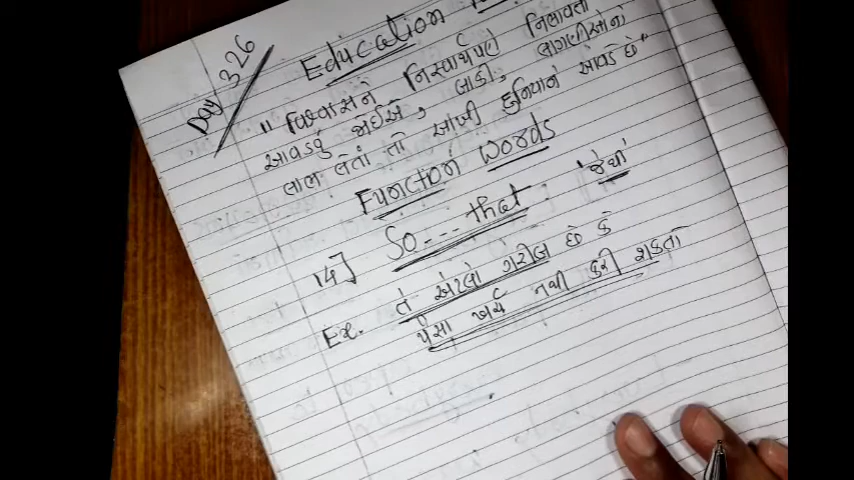 Day 326
Education
" વિશ્વાસને નિસ્વાર્થપણે નિભાવતા
આવડવું જોઈએ, બાકી, લાગણીઓનો
લાભ લેતાં તો આખી દુનિયાને આવડે છે"
Function Words
14] So --- that : 'જેથી'
Ex. તે એટલો ગરીબ છે કે
પૈસા ખર્ચ નથી કરી શકતો